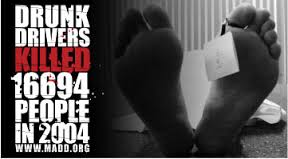 DRUNK
DRIVERS
KILLED
16694
PEOPLE
IN 2004
WWW.MADD.ORG